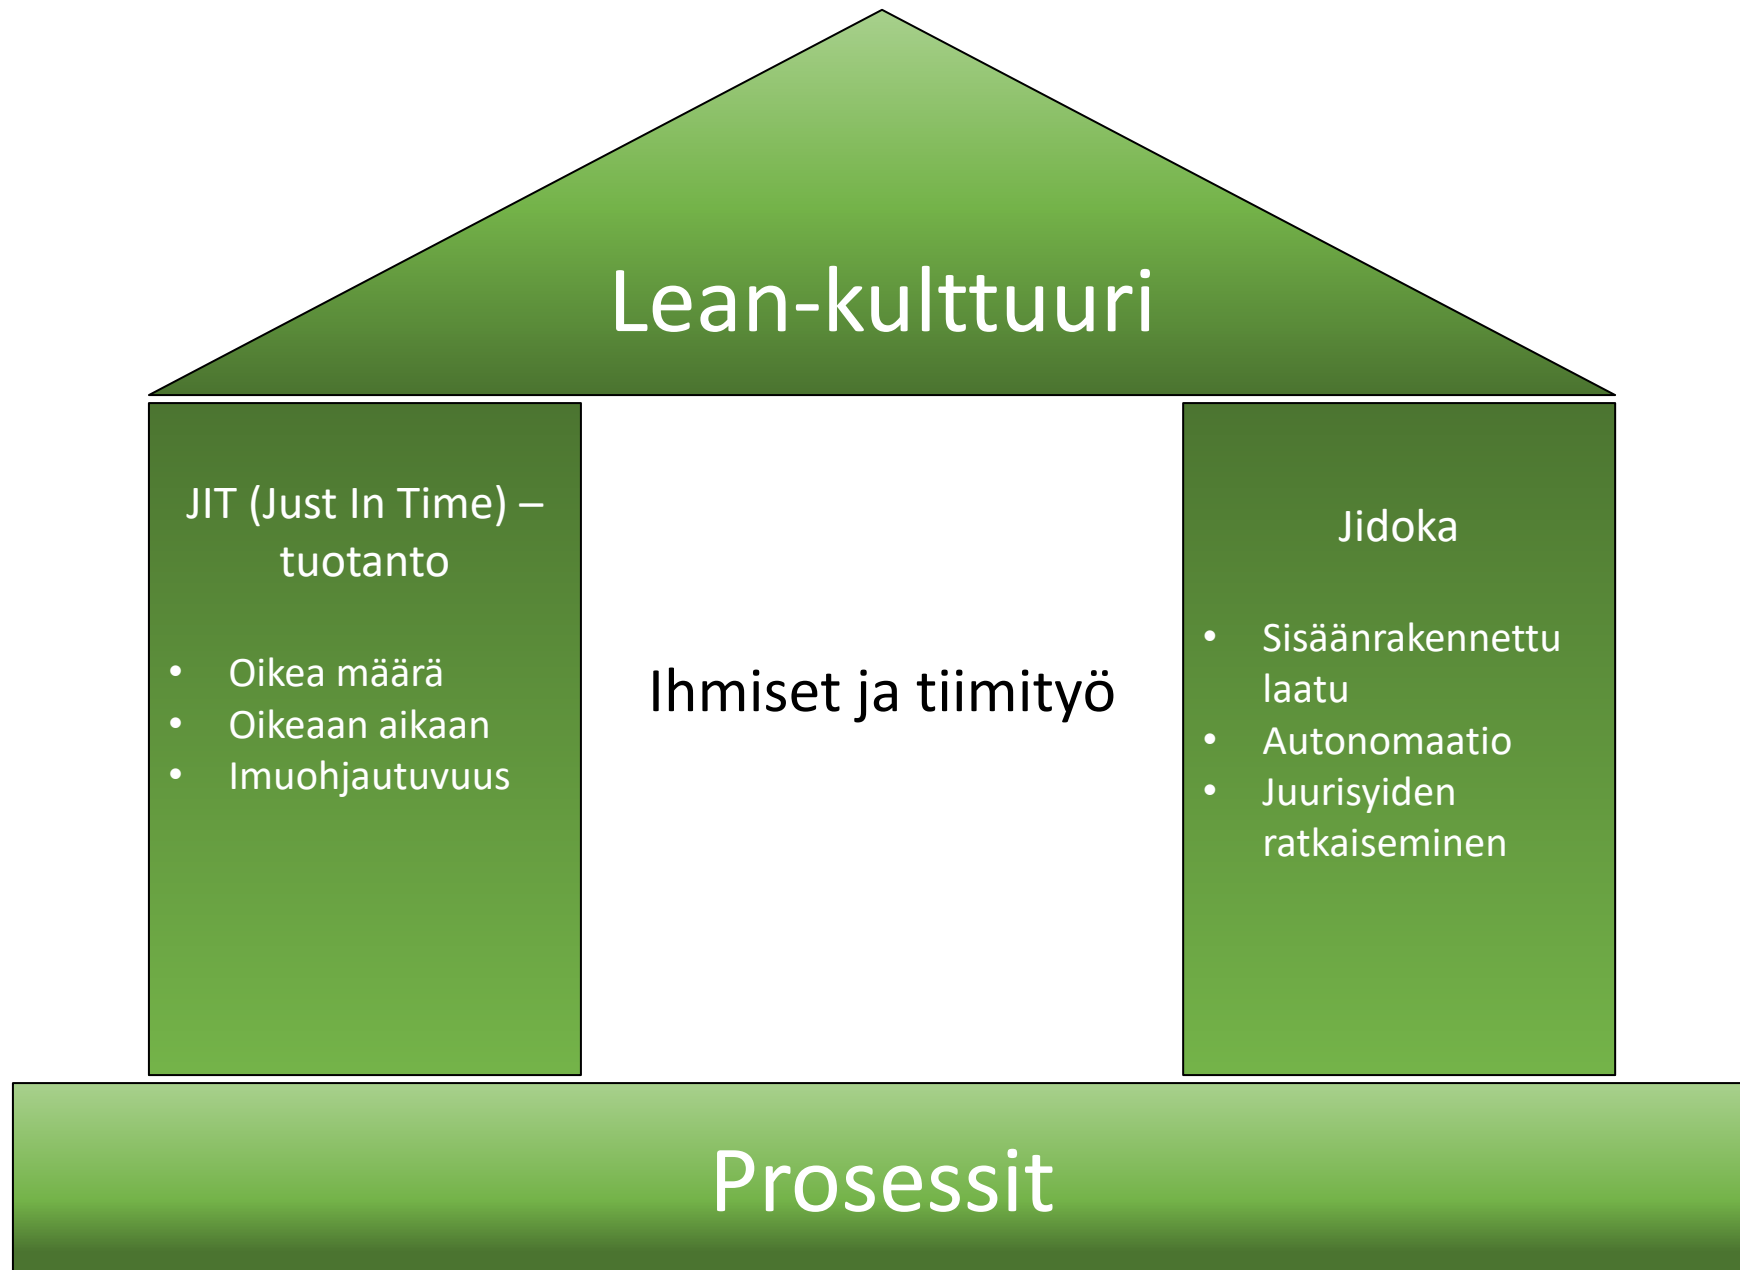 Lean-kulttuuri
JIT (Just In Time) –
tuotanto
• Oikea määrä
• Oikeaan aikaan
• Imuohjautuvuus
Ihmiset ja tiimityö
Jidoka
• Sisäänrakennettu
laatu
• Autonomaatio
• Juurisyiden
ratkaiseminen
Prosessit